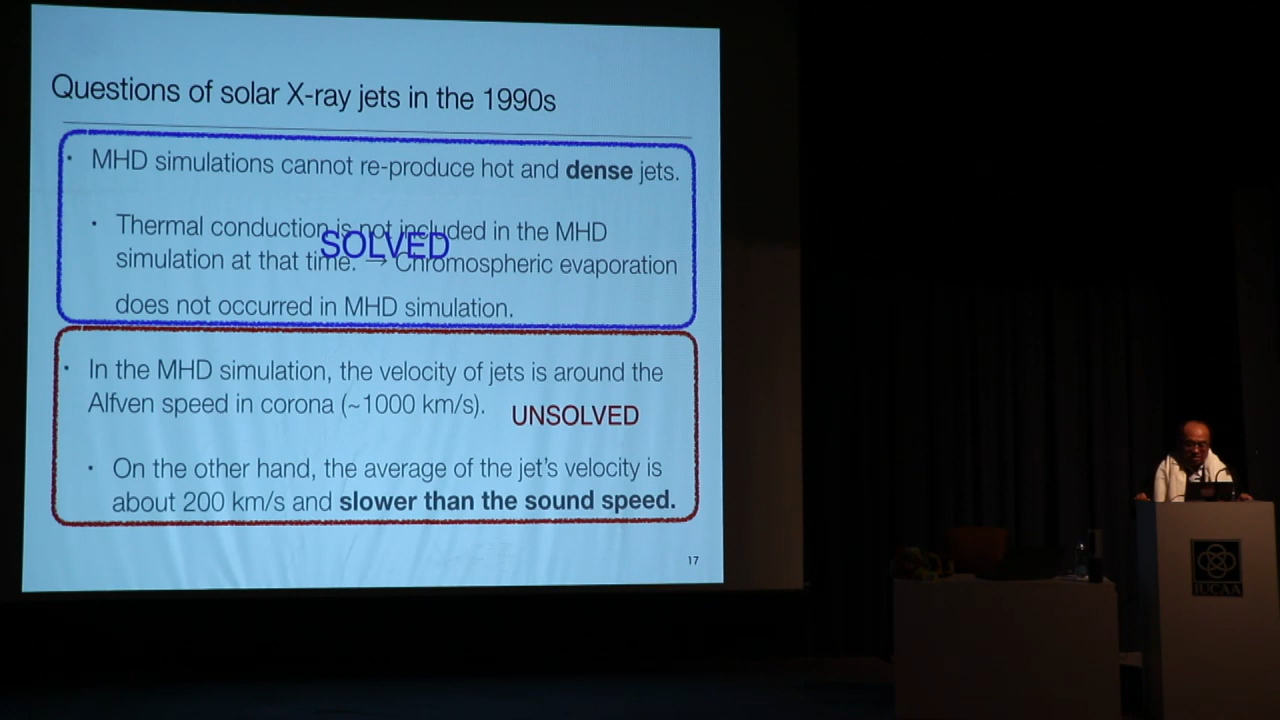 Questions of solar X-ray jets in the 1990s
• MHD simulations cannot re-produce hot and dense jets.
• Thermal conduction is not included in the MHD
SOLVED
simulation at that time. → Chromospheric evaporation
does not occurred in MHD simulation.
• In the MHD simulation, the velocity of jets is around the
Alfven speed in corona (~1000 km/s).
UNSOLVED
• On the other hand, the average of the jet's velocity is
about 200 km/s and slower than the sound speed.
17
IUCAA